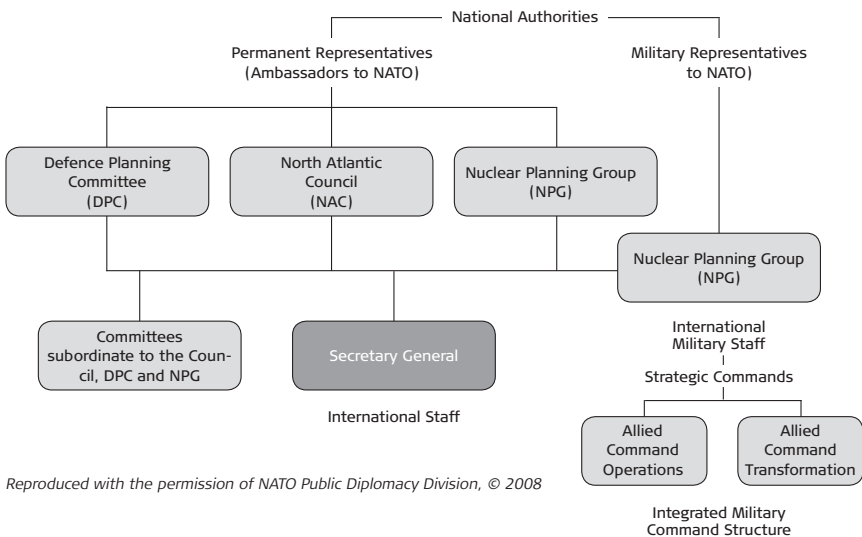 National Authorities
Permanent Representatives
(Ambassadors to NATO)
Military Representatives
to NATO)
Defence Planning
Committee
(DPC)
North Atlantic
Council
(NAC)
Nuclear Planning Group
(NPG)
Nuclear Planning Group
(NPG)
Committees
subordinate to the Coun-
cil, DPC and NPG
Secretary General
International Staff
International
Military Staff
Strategic Commands
Allied
Command
Operations
Allied
Command
Transformation
Reproduced with the permission of NATO Public Diplomacy Division, © 2008
Integrated Military
Command Structure